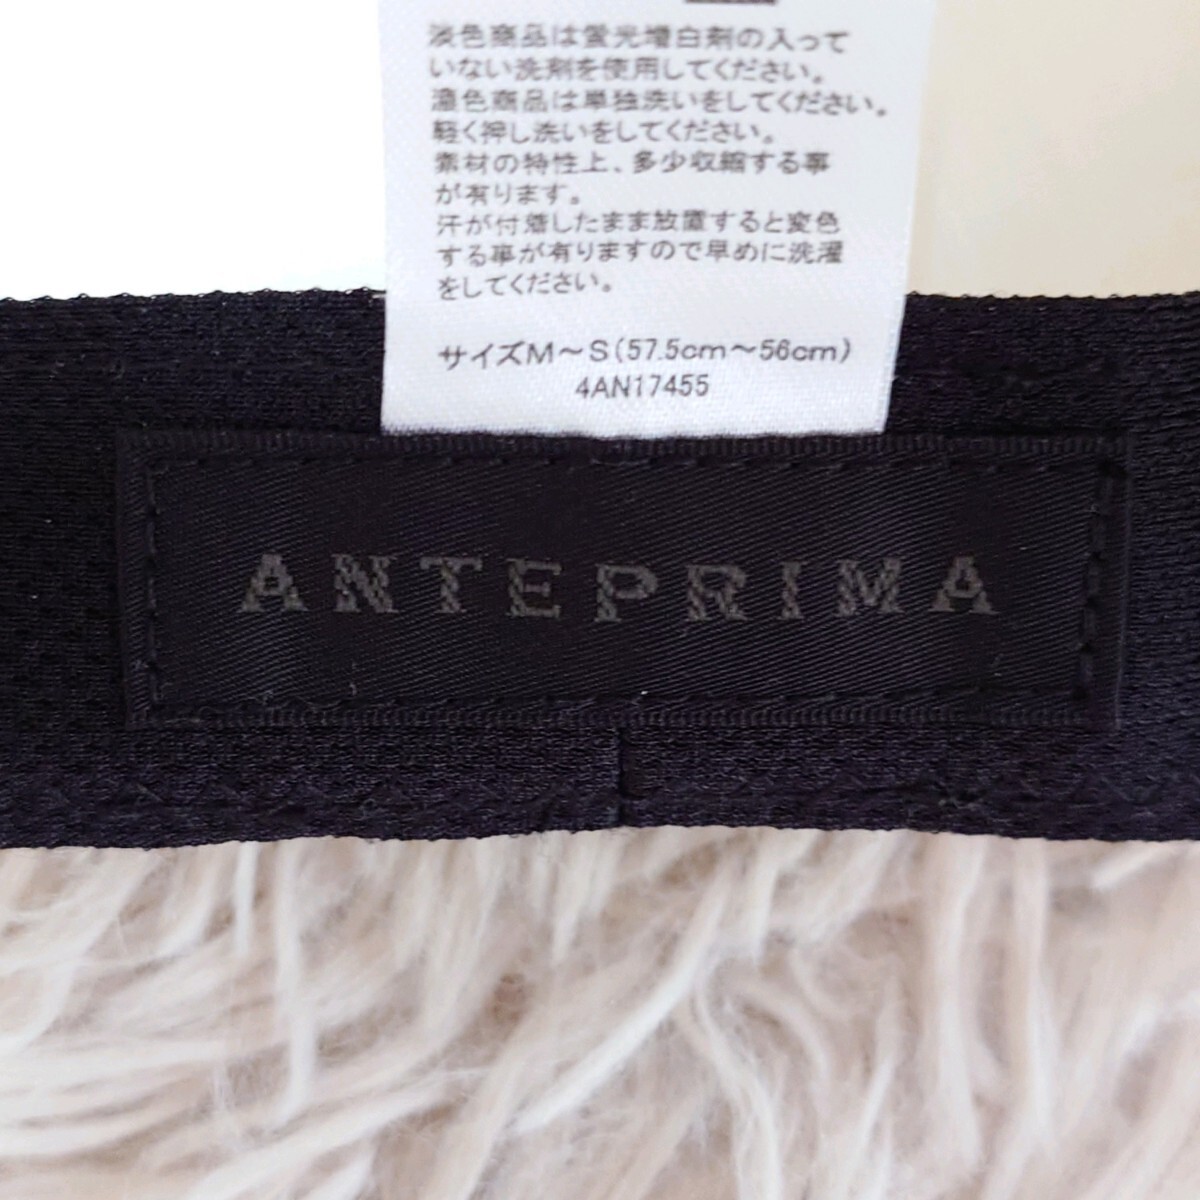 淡色商品は蛍光増白剤の入って
いない洗剤を使用してください。
濃色商品は単独洗いをしてください。
軽く押し洗いをしてください。
素材の特性上、多少収縮する事
が有ります。
汗が付着したまま放置すると変色
する事が有りますので早めに洗濯
をしてください。
サイズM～S(57.5cm～56cm)
4AN17455
ANTEPRIMA